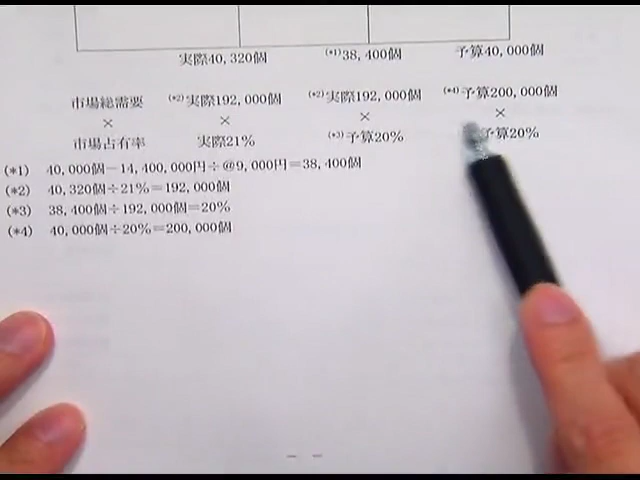 実際40,320個 (*1)38,400個 予算40,000個
市場総需要 (*2)実際192,000個 (*2)実際192,000個 (*4)予算200,000個
× × × ×
市場占有率 実際21% (*3)予算20% 予算20%
(*1) 40,000個－14,400,000円÷@9,000円＝38,400個
(*2) 40,320個÷21%＝192,000個
(*3) 38,400個÷192,000個＝20%
(*4) 40,000個÷20%＝200,000個